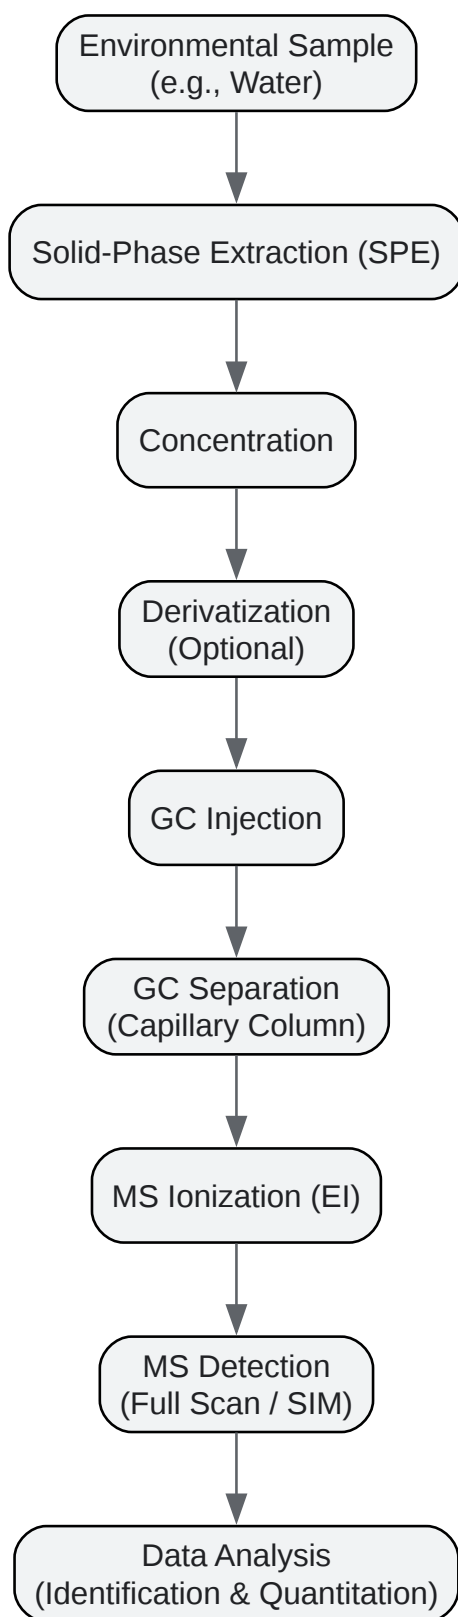 Environmental Sample
(e.g., Water)
Solid-Phase Extraction (SPE)
Concentration
Derivatization
(Optional)
GC Injection
GC Separation
(Capillary Column)
MS Ionization (EI)
MS Detection
(Full Scan / SIM)
Data Analysis
(Identification & Quantitation)